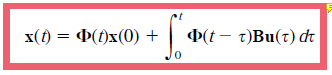 x(t) = Φ(t)x(0) + ∫₀ᵗ Φ(t − τ)Bu(τ) dτ